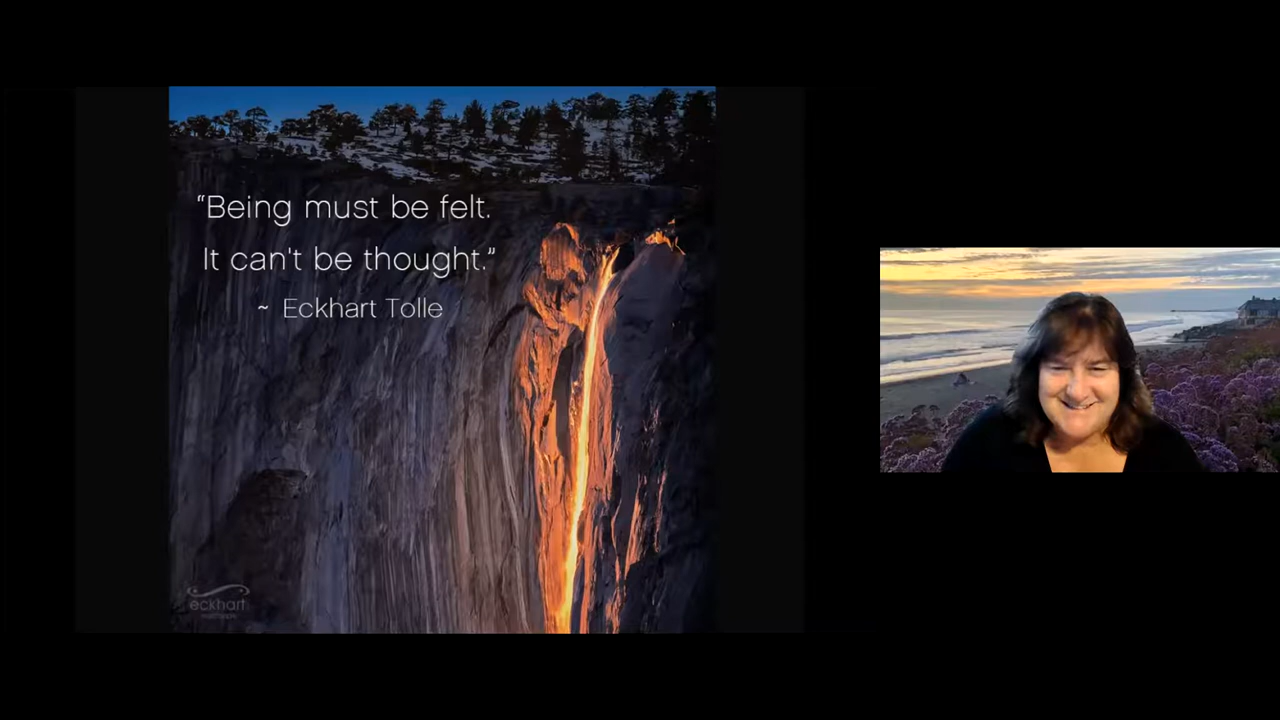 “Being must be felt.
It can't be thought.”
~ Eckhart Tolle
eckhart